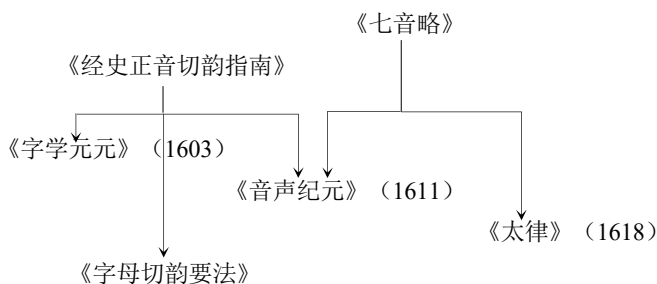 《七音略》
《经史正音切韵指南》
《字学元元》（1603）
《音声纪元》（1611）
《太律》（1618）
《字母切韵要法》